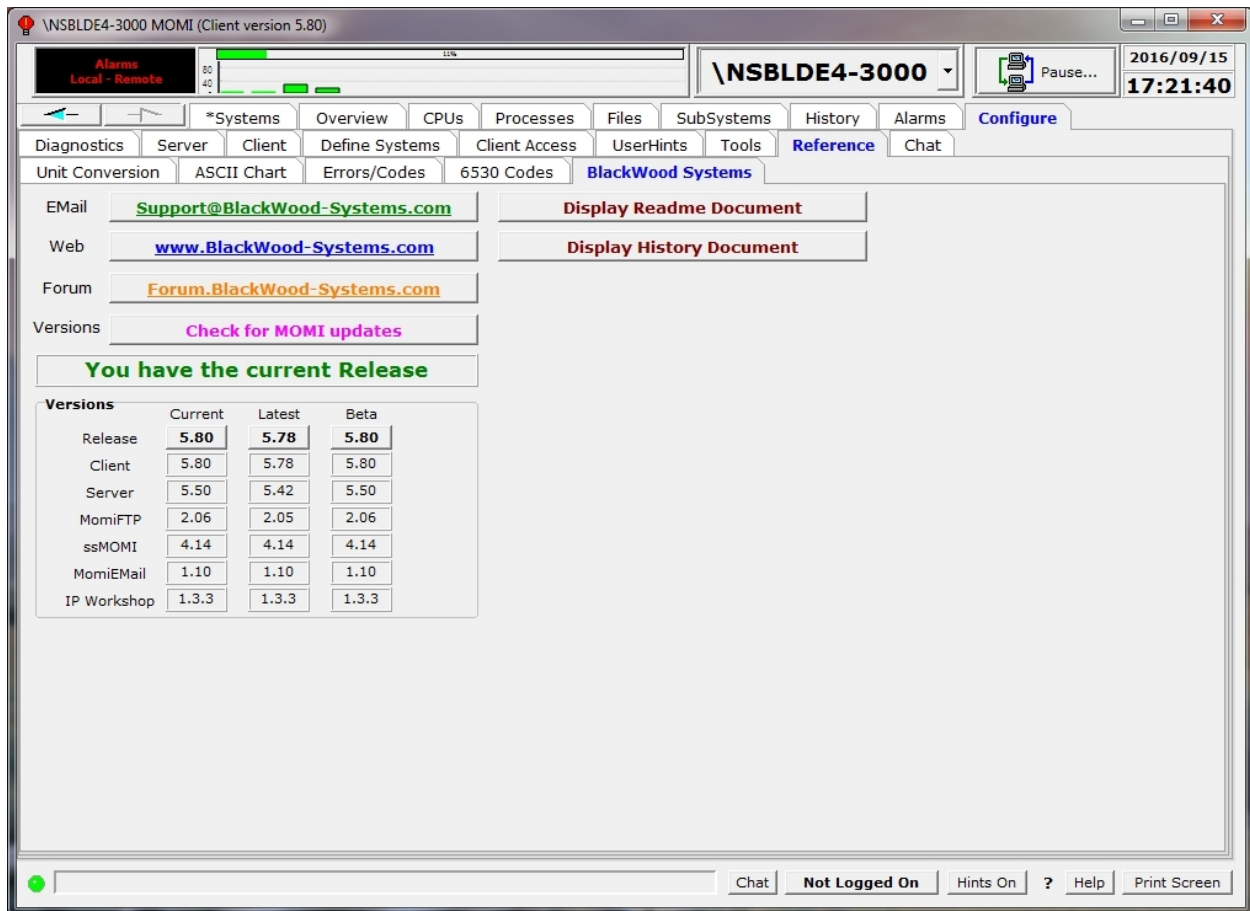 \NSBLDE4-3000 MOMI (Client version 5.80)
Alarms
Local - Remote
80
40
11%
\NSBLDE4-3000
Pause...
2016/09/15
17:21:40
*Systems Overview CPUs Processes Files SubSystems History Alarms Configure
Diagnostics Server Client Define Systems Client Access UserHints Tools Reference Chat
Unit Conversion ASCII Chart Errors/Codes 6530 Codes BlackWood Systems
EMail Support@BlackWood-Systems.com Display Readme Document
Web www.BlackWood-Systems.com Display History Document
Forum Forum.BlackWood-Systems.com
Versions Check for MOMI updates
You have the current Release
Versions
Current Latest Beta
Release 5.80 5.78 5.80
Client 5.80 5.78 5.80
Server 5.50 5.42 5.50
MomiFTP 2.06 2.05 2.06
ssMOMI 4.14 4.14 4.14
MomiEMail 1.10 1.10 1.10
IP Workshop 1.3.3 1.3.3 1.3.3
Chat Not Logged On Hints On ? Help Print Screen